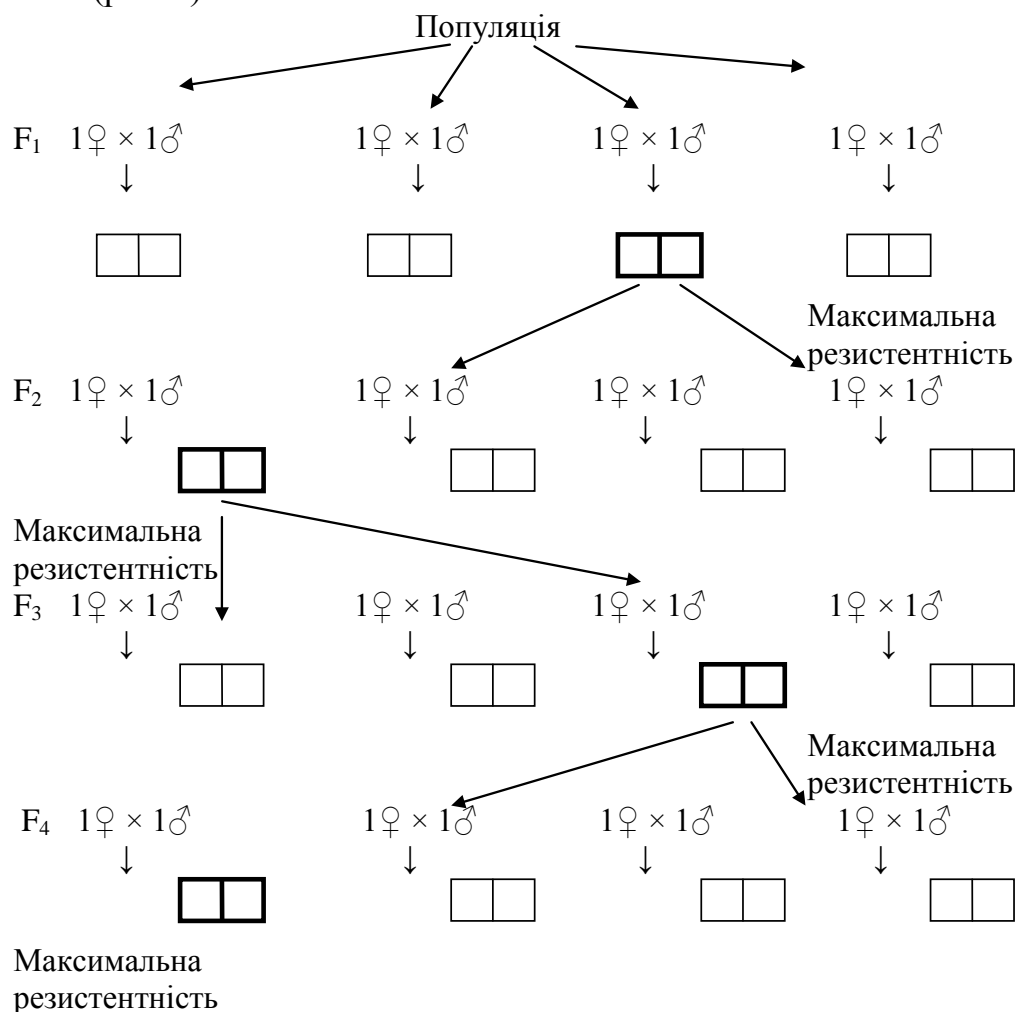 Популяція
F₁ 1♀ × 1♂ 1♀ × 1♂ 1♀ × 1♂ 1♀ × 1♂
↓ ↓ ↓ ↓
Максимальна
резистентність
F₂ 1♀ × 1♂ 1♀ × 1♂ 1♀ × 1♂ 1♀ × 1♂
↓ ↓ ↓ ↓
Максимальна
резистентність
F₃ 1♀ × 1♂ 1♀ × 1♂ 1♀ × 1♂ 1♀ × 1♂
↓ ↓ ↓ ↓
Максимальна
резистентність
F₄ 1♀ × 1♂ 1♀ × 1♂ 1♀ × 1♂ 1♀ × 1♂
↓ ↓ ↓ ↓
Максимальна
резистентність